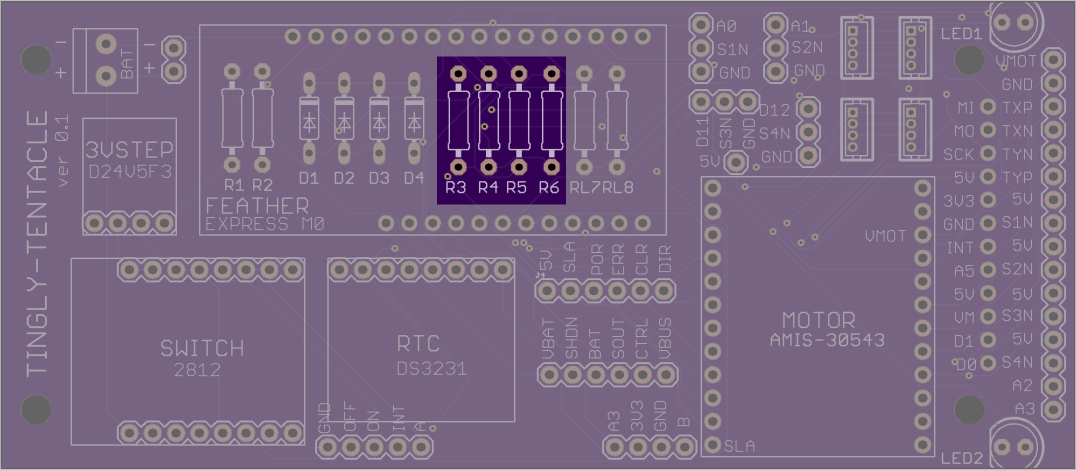 TINGLY-TENTACLE
ver 0.1
- +
BAT
- +
3VSTEP
D24V5F3
R1 R2 D1 D2 D3 D4 R3 R4 R5 R6 RL7 RL8
FEATHER
EXPRESS M0
SWITCH
2812
RTC
DS3231
GND OFF ON INT A
J4
5V SLA POR ERR CLR DIR
VBAT SHDN BAT SOUT CTRL VBUS
A3 3V3 GND B
A0
S1N
GND
A1
S2N
GND
D11 S3N GND
5V
D12
S4N
GND
VMOT
MOTOR
AMIS-30543
SLA
LED1
VMOT
GND
MI TXP
MO TXN
SCK TYN
5V TYP
3V3 5V
GND S1N
INT 5V
A5 S2N
5V 5V
VM S3N
D1 5V
D0 S4N
A2
A3
LED2